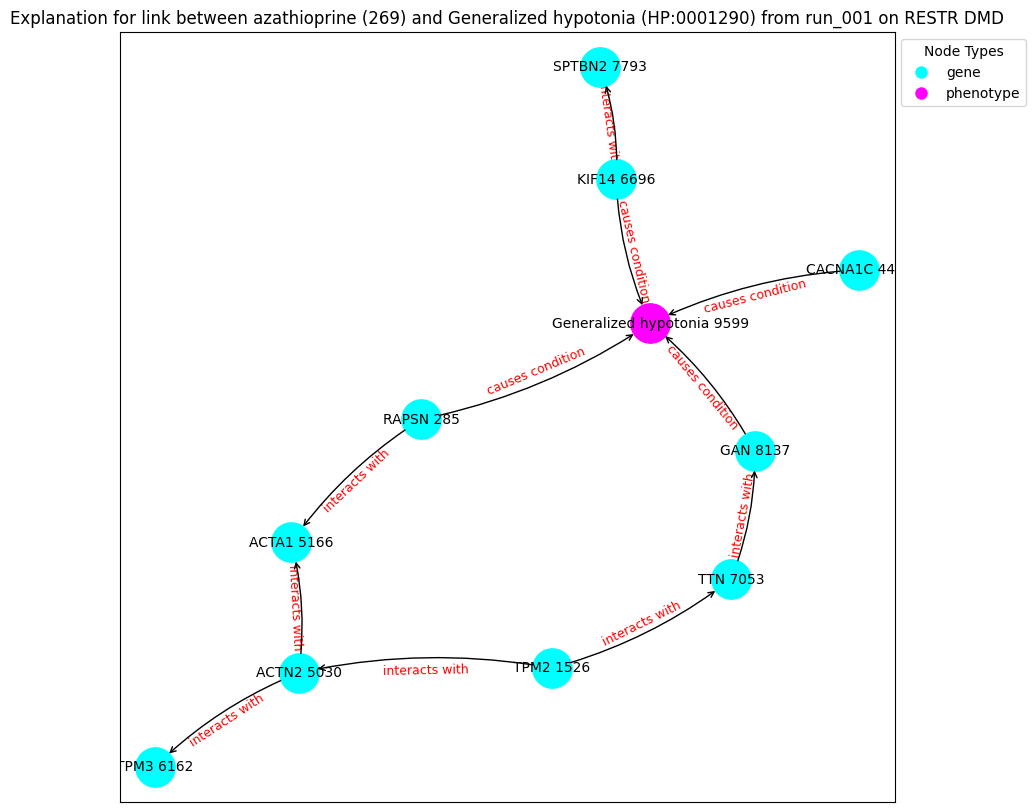 Explanation for link between azathioprine (269) and Generalized hypotonia (HP:0001290) from run_001 on RESTR DMD
Node Types
gene
phenotype
SPTBN2 7793
interacts with
KIF14 6696
causes condition
CACNA1C 44
causes condition
Generalized hypotonia 9599
causes condition
causes condition
RAPSN 285
GAN 8137
interacts with
interacts with
ACTA1 5166
interacts with
TTN 7053
interacts with
ACTN2 5030
interacts with
TPM2 1526
interacts with
TPM3 6162